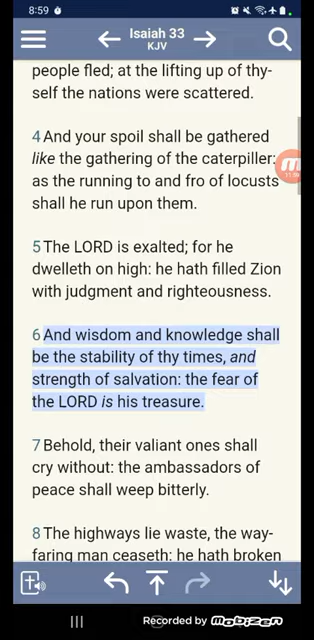 8:59
Isaiah 33
KJV
people fled; at the lifting up of thy-
self the nations were scattered.
4 And your spoil shall be gathered
like the gathering of the caterpiller:
as the running to and fro of locusts
shall he run upon them.
5 The LORD is exalted; for he
dwelleth on high: he hath filled Zion
with judgment and righteousness.
6 And wisdom and knowledge shall
be the stability of thy times, and
strength of salvation: the fear of
the LORD is his treasure.
7 Behold, their valiant ones shall
cry without: the ambassadors of
peace shall weep bitterly.
8 The highways lie waste, the way-
faring man ceaseth: he hath broken
Recorded by mobizen